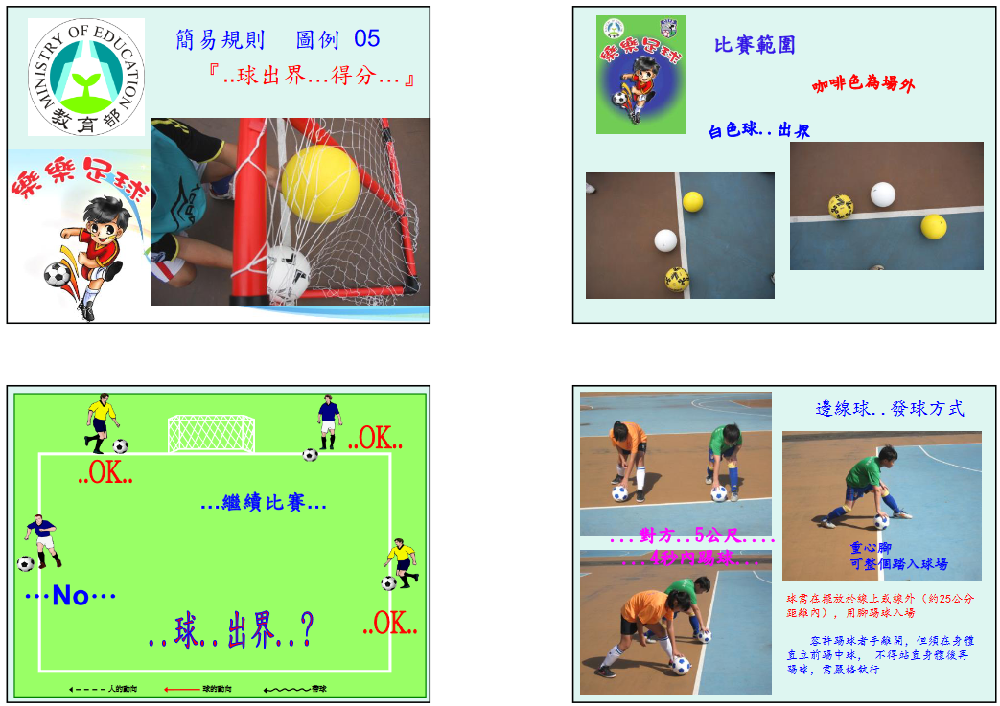 MINISTRY OF EDUCATION
教育部
樂樂足球
簡易規則 圖例 05
『..球出界…得分…』
樂樂足球
比賽範圍
咖啡色為場外
白色球..出界
..OK..
..OK..
…繼續比賽…
…No…
..OK..
..球..出界..?
人的動向
球的動向
帶球
邊線球..發球方式
...對方..5公尺....
...4秒內踢球...
重心腳
可整個踏入球場
球需在擺放於線上或線外（約25公分
距離內），用腳踢球入場
容許踢球者手離開，但須在身體
直立前踢中球， 不得站直身體後再
踢球，需嚴格執行